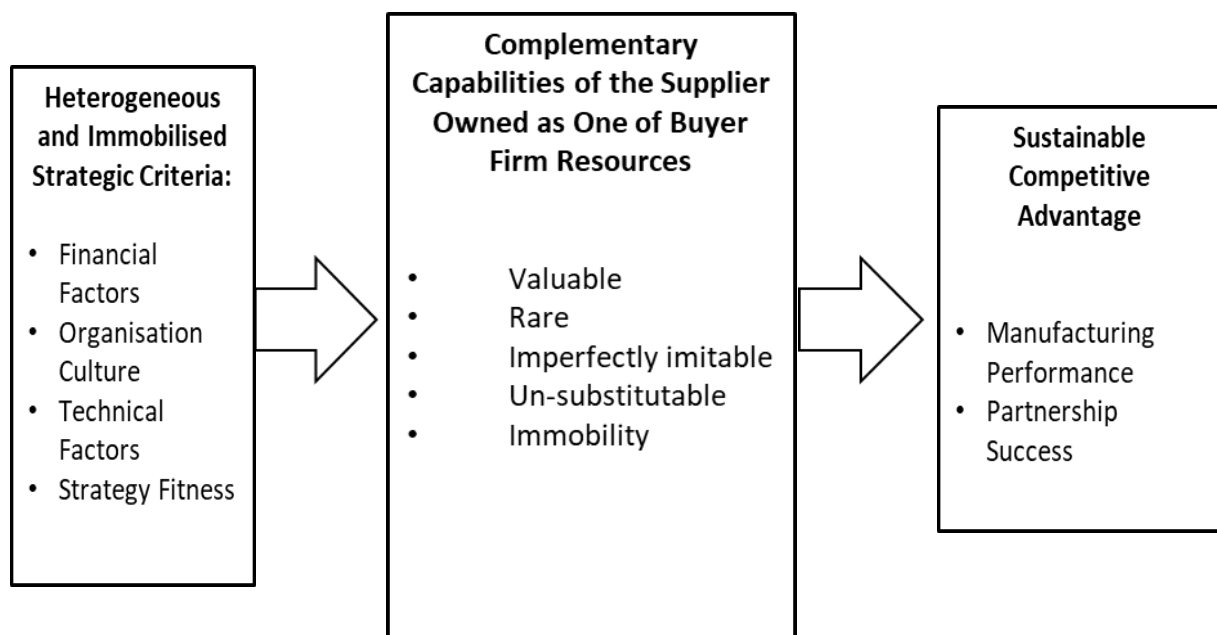 Heterogeneous
and Immobilised
Strategic Criteria:
• Financial
Factors
• Organisation
Culture
• Technical
Factors
• Strategy Fitness
Complementary
Capabilities of the Supplier
Owned as One of Buyer
Firm Resources
• Valuable
• Rare
• Imperfectly imitable
• Un-substitutable
• Immobility
Sustainable
Competitive
Advantage
• Manufacturing
Performance
• Partnership
Success